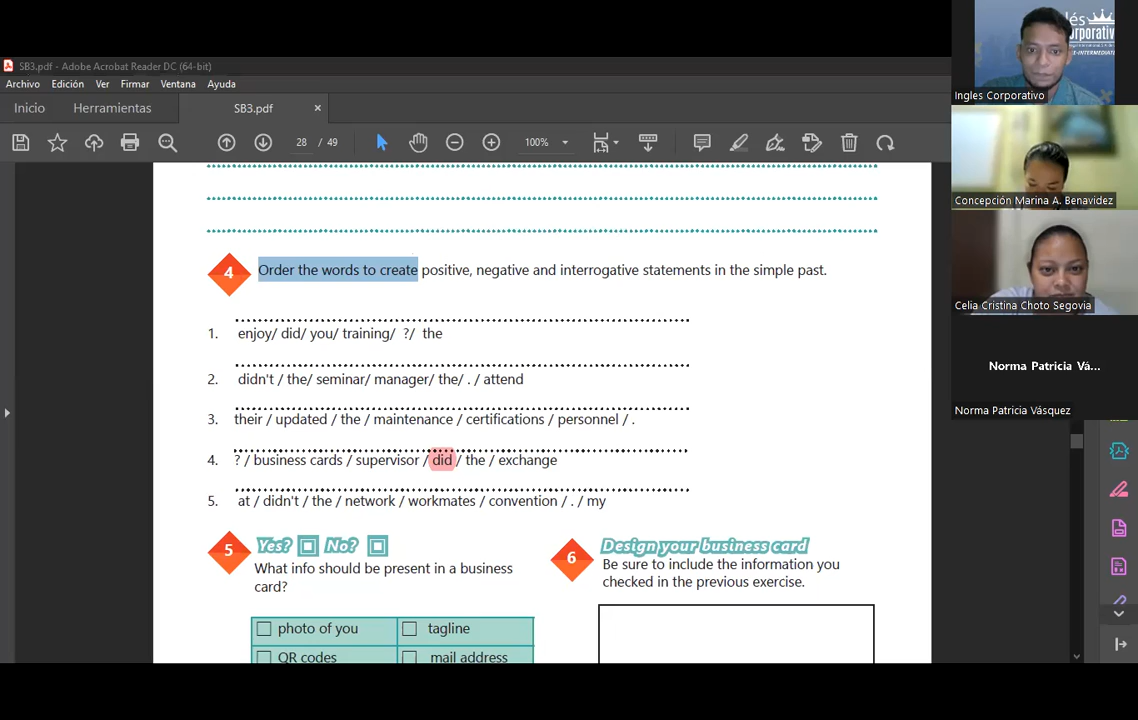 SB3.pdf - Adobe Acrobat Reader DC (64-bit)
Archivo Edición Ver Firmar Ventana Ayuda
Inicio Herramientas SB3.pdf ×
28 / 49 100%
4 Order the words to create positive, negative and interrogative statements in the simple past.
1. enjoy/ did/ you/ training/ ?/ the
2. didn't / the/ seminar/ manager/ the/ . / attend
3. their / updated / the / maintenance / certifications / personnel / .
4. ? / business cards / supervisor / did / the / exchange
5. at / didn't / the / network / workmates / convention / . / my
5 Yes? No?
What info should be present in a business
card?
photo of you tagline
QR codes mail address
6 Design your business card
Be sure to include the information you
checked in the previous exercise.
Ingles Corporativo
Concepción Marina A. Benavidez
Celia Cristina Choto Segovia
Norma Patricia Vá...
Norma Patricia Vásquez